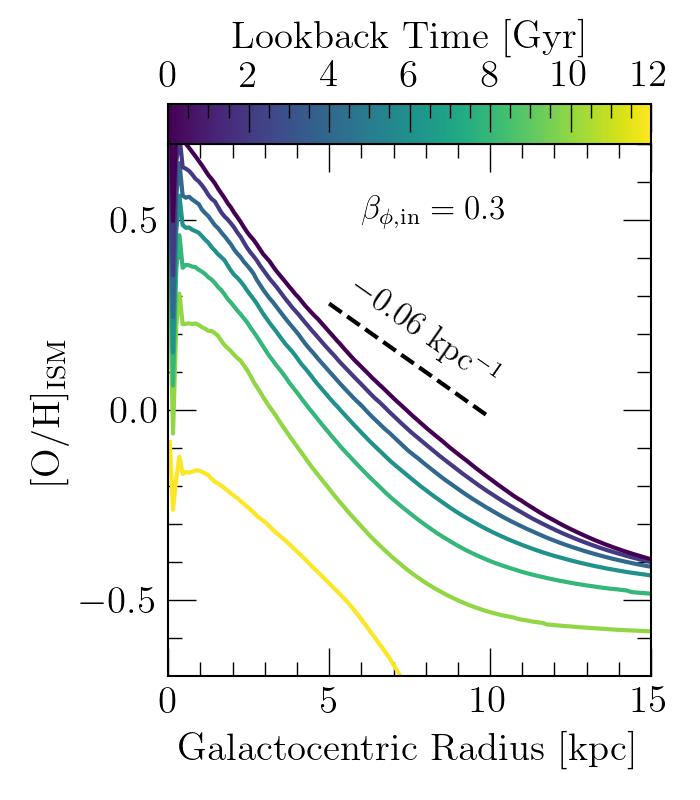 Lookback Time [Gyr]
0 2 4 6 8 10 12
β_{ϕ,in} = 0.3
−0.06 kpc⁻¹
0.5
0.0
−0.5
[O/H]_{ISM}
0 5 10 15
Galactocentric Radius [kpc]